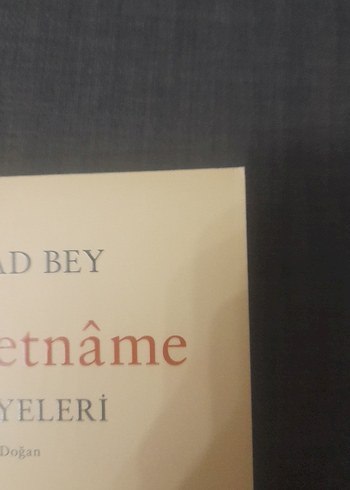 AD BEY
etnâme
YELERİ
Doğan